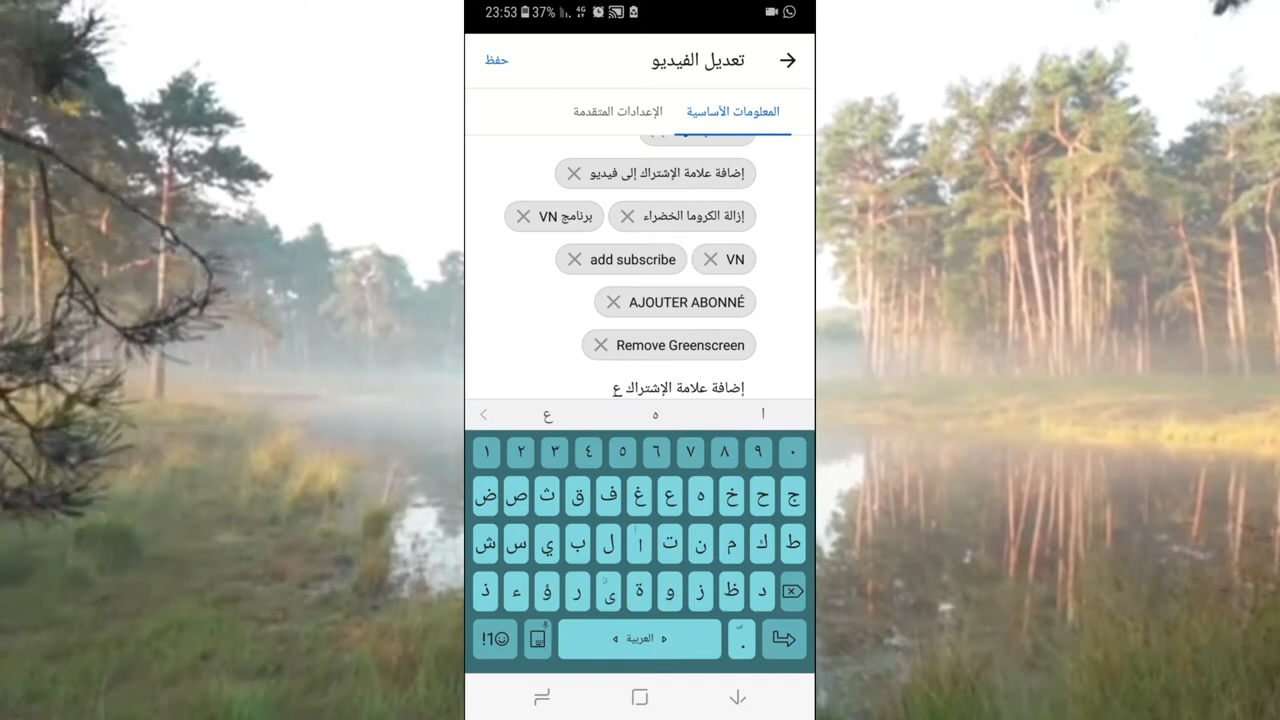 23:53 37% 4G
تعديل الفيديو حفظ
المعلومات الأساسية الإعدادات المتقدمة
إضافة علامة الإشتراك إلى فيديو
إزالة الكروما الخضراء برنامج VN
VN add subscribe
AJOUTER ABONNÉ
Remove Greenscreen
إضافة علامة الإشتراك ع
ا ه ع
١ ٢ ٣ ٤ ٥ ٦ ٧ ٨ ٩ ٠
ج ح خ ه ع غ ف ق ث ص ض
ط ك م ن ت ا ل ب ي س ش
د ظ ز و ة ى ر ؤ ء ذ
!1☺ العربية .